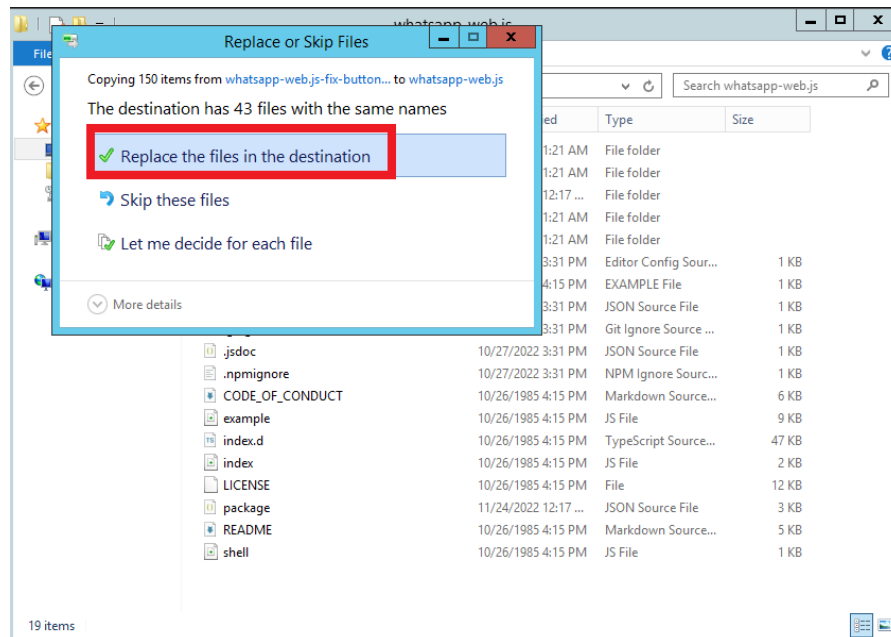 whatsapp-web.js
File
Replace or Skip Files
Search whatsapp-web.js
Copying 150 items from whatsapp-web.js-fix-button... to whatsapp-web.js
The destination has 43 files with the same names
Replace the files in the destination
Skip these files
Let me decide for each file
More details
Type Size
1:21 AM File folder
1:21 AM File folder
12:17 ... File folder
1:21 AM File folder
1:21 AM File folder
3:31 PM Editor Config Sour... 1 KB
4:15 PM EXAMPLE File 1 KB
3:31 PM JSON Source File 1 KB
3:31 PM Git Ignore Source ... 1 KB
.jsdoc 10/27/2022 3:31 PM JSON Source File 1 KB
.npmignore 10/27/2022 3:31 PM NPM Ignore Sourc... 1 KB
CODE_OF_CONDUCT 10/26/1985 4:15 PM Markdown Source... 6 KB
example 10/26/1985 4:15 PM JS File 9 KB
index.d 10/26/1985 4:15 PM TypeScript Source... 47 KB
index 10/26/1985 4:15 PM JS File 2 KB
LICENSE 10/26/1985 4:15 PM File 12 KB
package 11/24/2022 12:17 ... JSON Source File 3 KB
README 10/26/1985 4:15 PM Markdown Source... 5 KB
shell 10/26/1985 4:15 PM JS File 1 KB
19 items